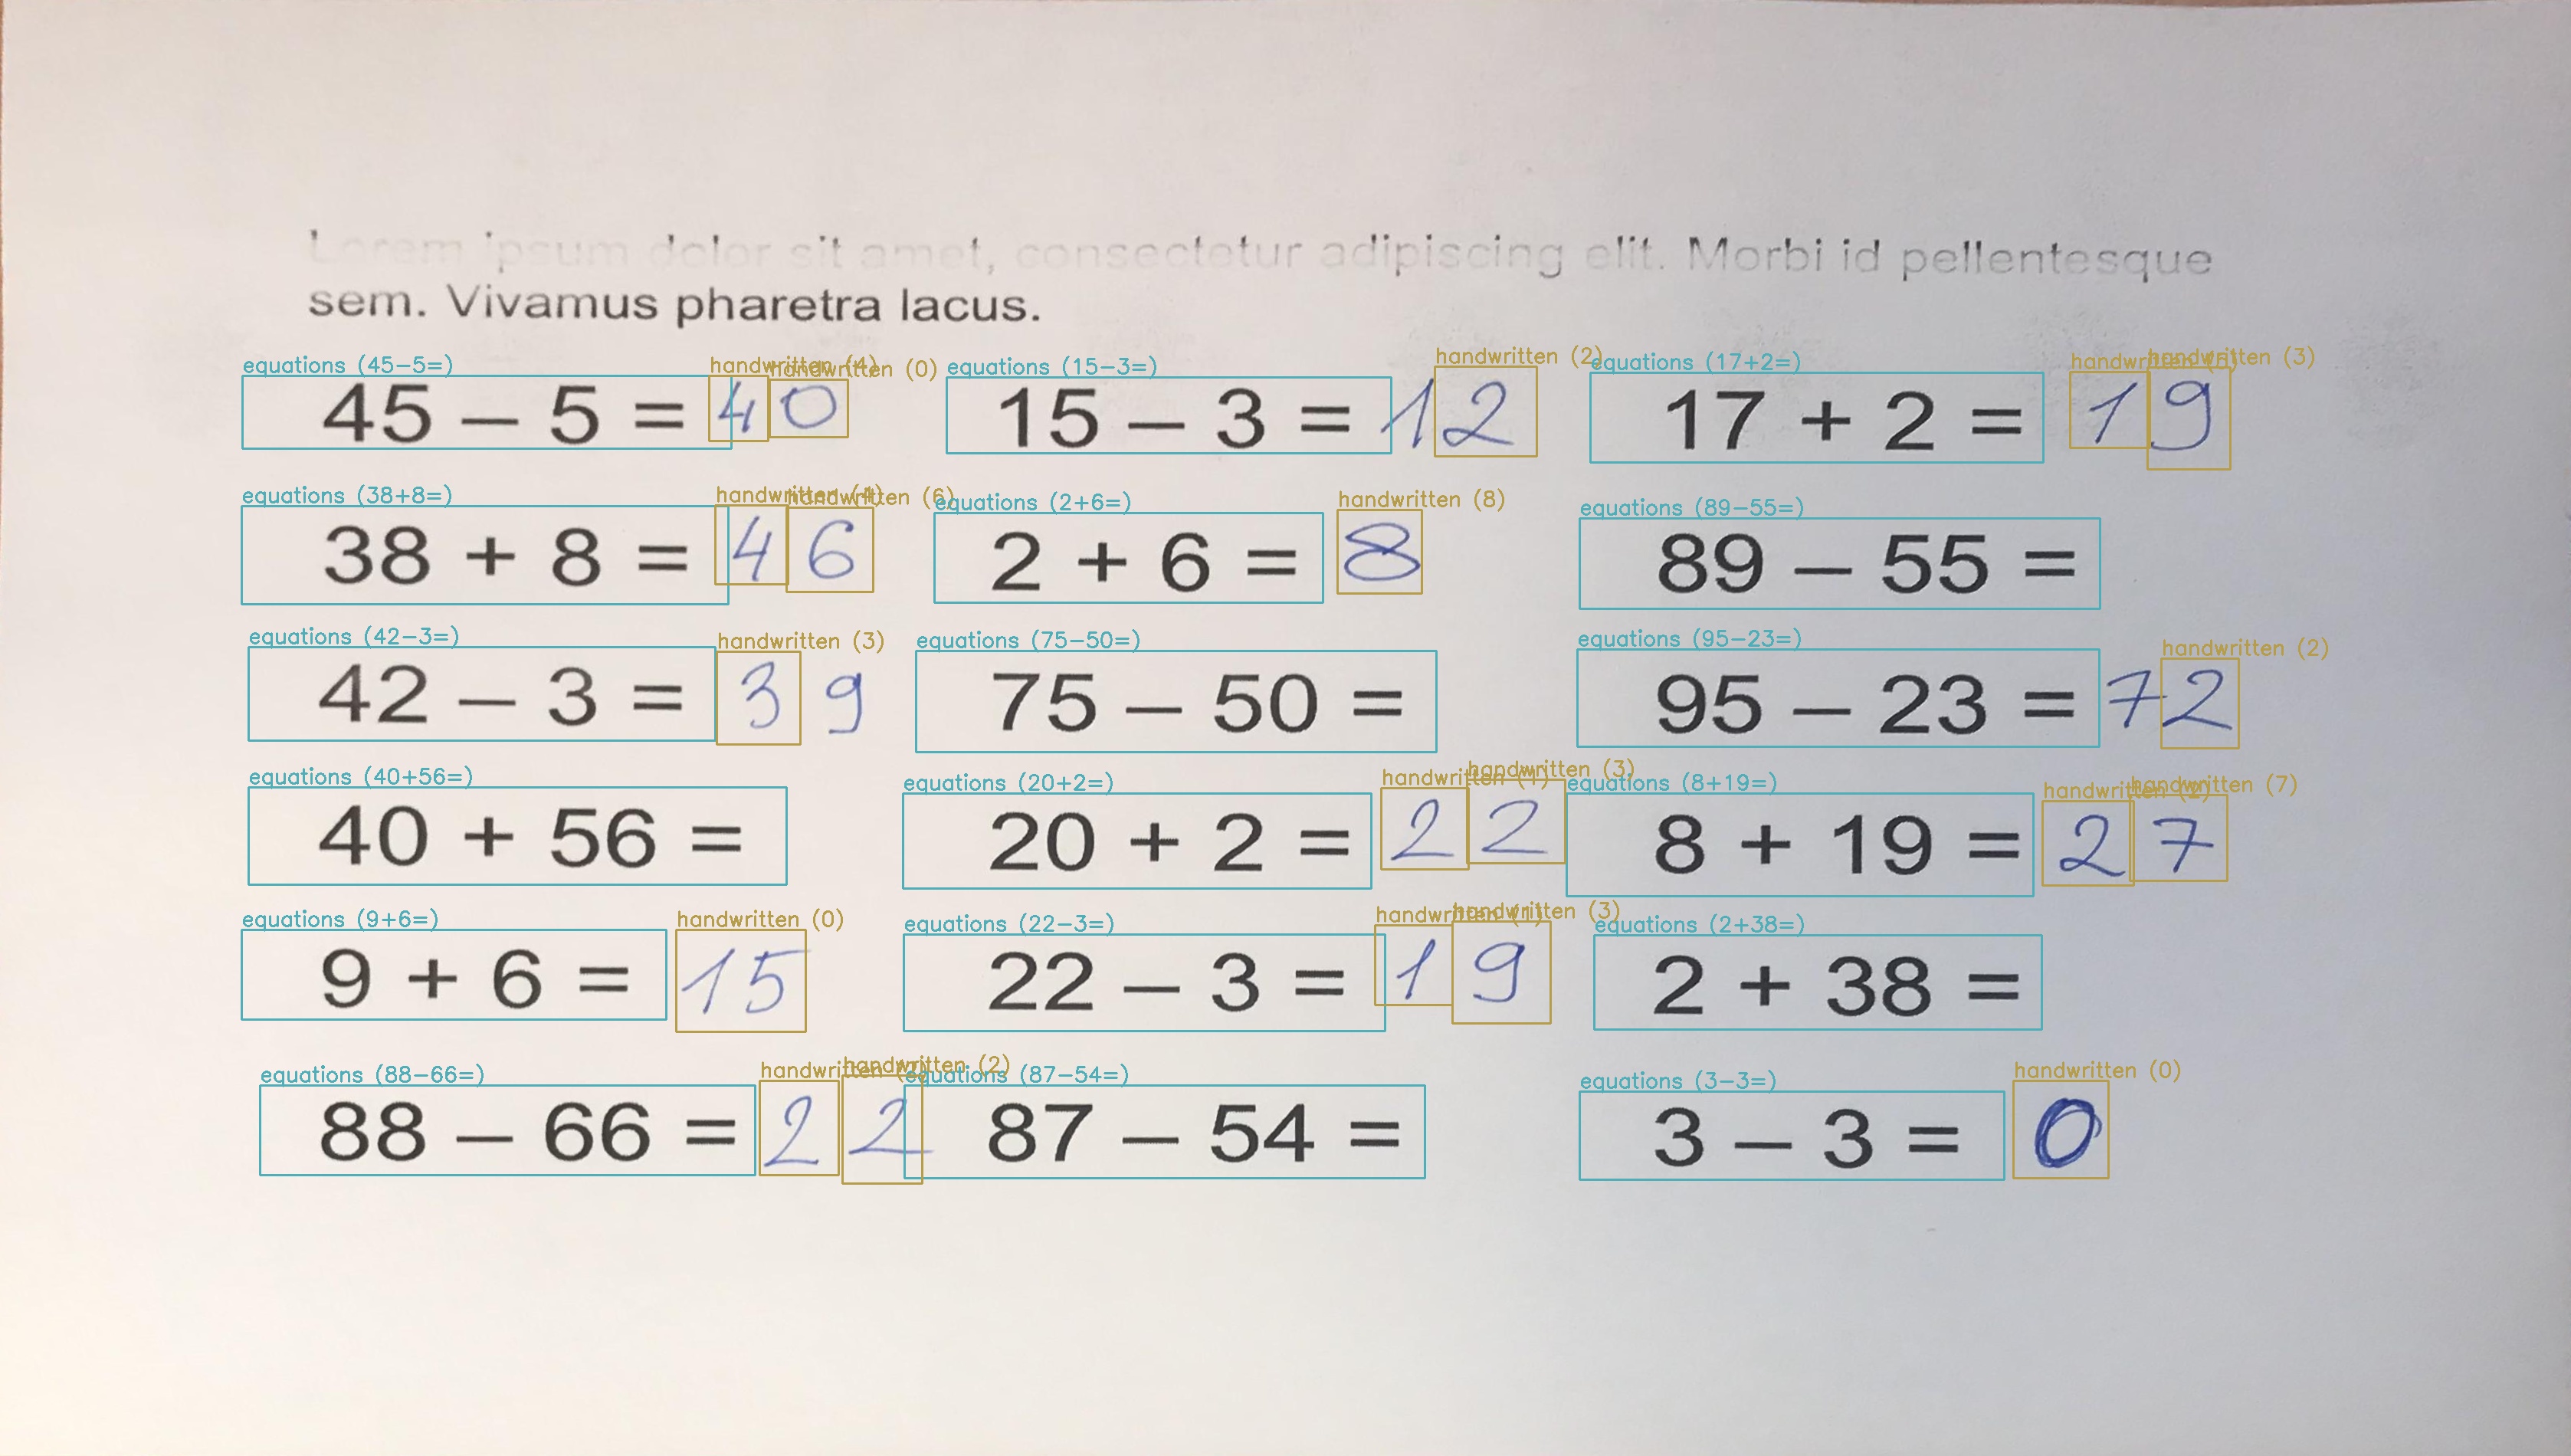 Lorem ipsum dolor sit amet, consectetur adipiscing elit. Morbi id pellentesque
sem. Vivamus pharetra lacus.
equations (45-5=) handwritten (4) handwritten (0) equations (15-3=) handwritten (2) equations (17+2=) handwritten handwritten (3)
45 – 5 = 40 15 – 3 = 12 17 + 2 = 19
equations (38+8=) handwritten (4) handwritten (6) equations (2+6=) handwritten (8) equations (89-55=)
38 + 8 = 46 2 + 6 = 8 89 – 55 =
equations (42-3=) handwritten (3) equations (75-50=) equations (95-23=) handwritten (2)
42 – 3 = 39 75 – 50 = 95 – 23 = 72
equations (40+56=) equations (20+2=) handwritten (1) handwritten (3) equations (8+19=) handwritten (2) handwritten (7)
40 + 56 = 20 + 2 = 22 8 + 19 = 27
equations (9+6=) handwritten (0) equations (22-3=) handwritten (1) handwritten (3) equations (2+38=)
9 + 6 = 15 22 – 3 = 19 2 + 38 =
equations (88-66=) handwritten handwritten (2) equations (87-54=) equations (3-3=) handwritten (0)
88 – 66 = 22 87 – 54 = 3 – 3 = 0